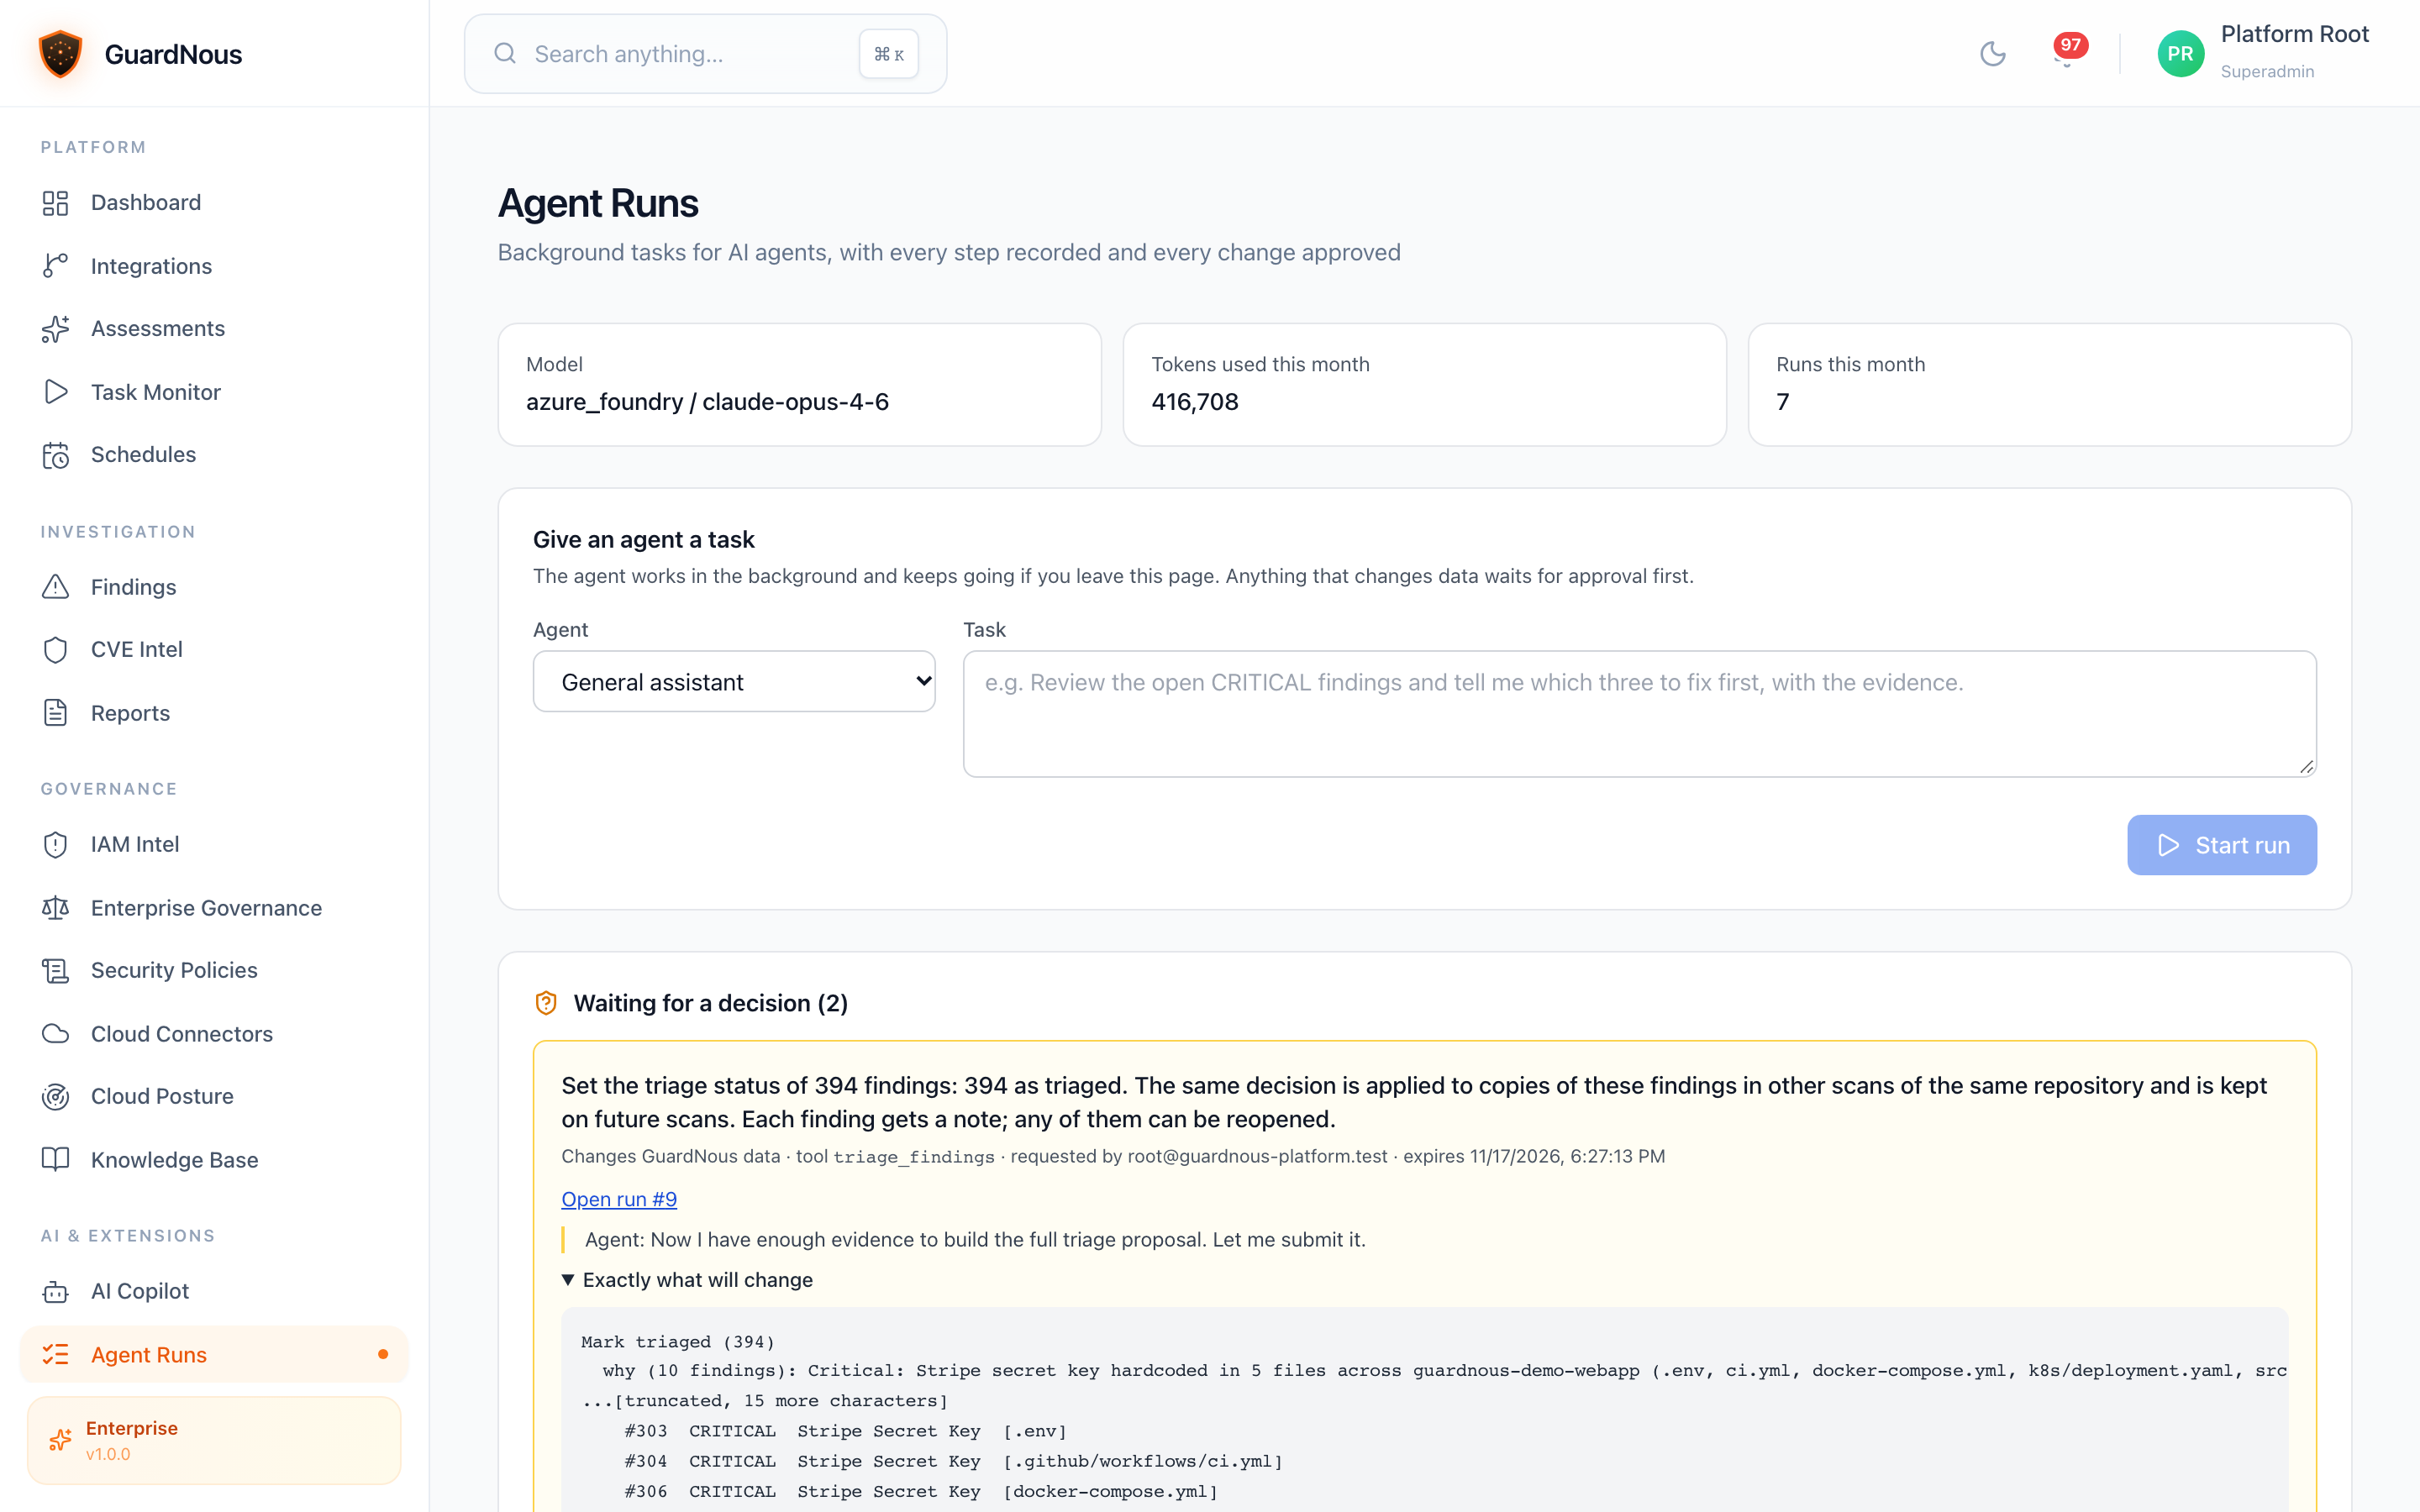 GuardNous
Search anything...
⌘ K
97
PR
Platform Root
Superadmin
PLATFORM
Dashboard
Integrations
Assessments
Task Monitor
Schedules
INVESTIGATION
Findings
CVE Intel
Reports
GOVERNANCE
IAM Intel
Enterprise Governance
Security Policies
Cloud Connectors
Cloud Posture
Knowledge Base
AI & EXTENSIONS
AI Copilot
Agent Runs
Enterprise
v1.0.0
Agent Runs
Background tasks for AI agents, with every step recorded and every change approved
Model
azure_foundry / claude-opus-4-6
Tokens used this month
416,708
Runs this month
7
Give an agent a task
The agent works in the background and keeps going if you leave this page. Anything that changes data waits for approval first.
Agent
General assistant
Task
e.g. Review the open CRITICAL findings and tell me which three to fix first, with the evidence.
Start run
Waiting for a decision (2)
Set the triage status of 394 findings: 394 as triaged. The same decision is applied to copies of these findings in other scans of the same repository and is kept
on future scans. Each finding gets a note; any of them can be reopened.
Changes GuardNous data · tool triage_findings · requested by root@guardnous-platform.test · expires 11/17/2026, 6:27:13 PM
Open run #9
Agent: Now I have enough evidence to build the full triage proposal. Let me submit it.
▼ Exactly what will change
Mark triaged (394)
why (10 findings): Critical: Stripe secret key hardcoded in 5 files across guardnous-demo-webapp (.env, ci.yml, docker-compose.yml, k8s/deployment.yaml, src
...[truncated, 15 more characters]
#303 CRITICAL Stripe Secret Key [.env]
#304 CRITICAL Stripe Secret Key [.github/workflows/ci.yml]
#306 CRITICAL Stripe Secret Key [docker-compose.yml]